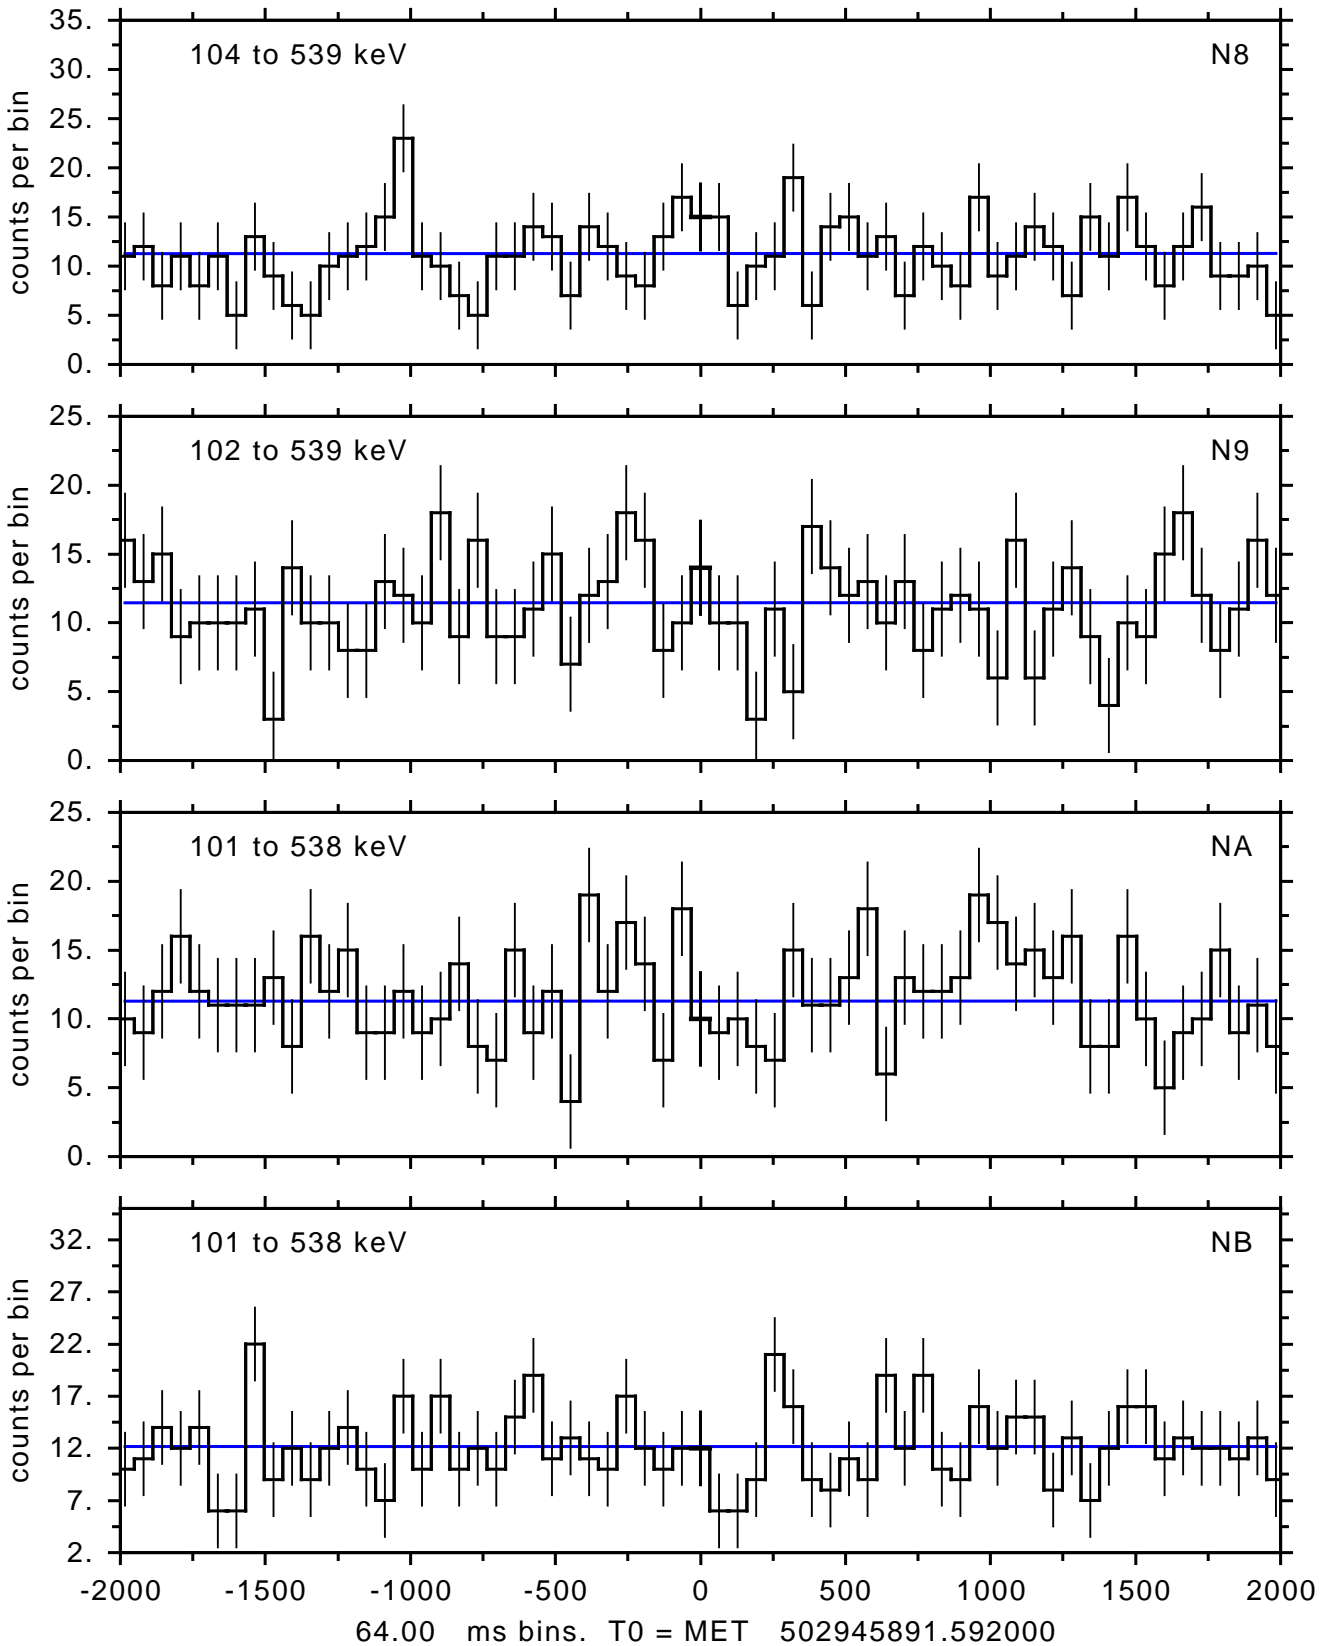 35.
104 to 539 keV N8
30.
25.
20.
15.
10.
5.
0.
counts per bin
25.
102 to 539 keV N9
20.
15.
10.
5.
0.
counts per bin
25.
101 to 538 keV NA
20.
15.
10.
5.
0.
counts per bin
32.
101 to 538 keV NB
27.
22.
17.
12.
7.
2.
counts per bin
-2000 -1500 -1000 -500 0 500 1000 1500 2000
64.00 ms bins. T0 = MET 502945891.592000